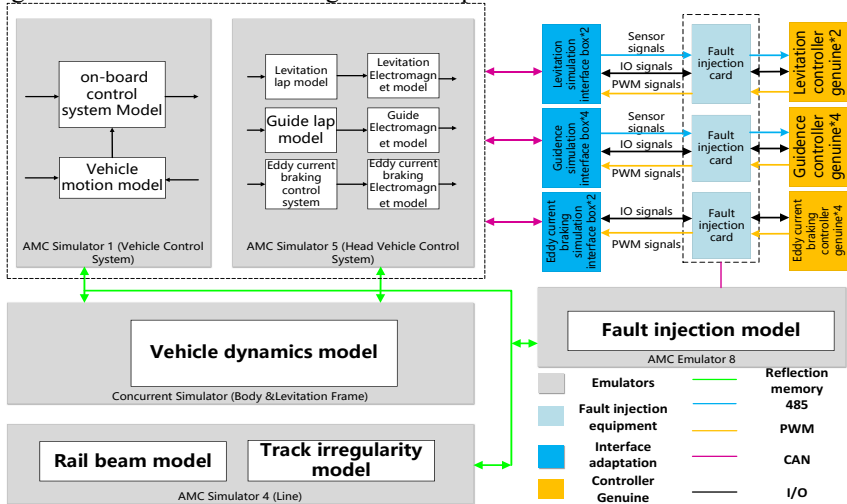 on-board
control
system Model
Vehicle
motion model
AMC Simulator 1 (Vehicle Control
System)
Levitation
lap model
Levitation
Electromagn
et model
Guide lap
model
Guide
Electromagn
et model
Eddy current
braking
control
system
Eddy current
braking
Electromagn
et model
AMC Simulator 5 (Head Vehicle Control
System)
Levitation
simulation
interface box*2
Sensor
signals
IO signals
PWM signals
Fault
injection
card
Levitation
controller
genuine*2
Guidence
simulation
interface box*4
Sensor
signals
IO signals
PWM signals
Fault
injection
card
Guidence
controller
genuine*4
Eddy current
braking
simulation
interface box*2
IO signals
PWM signals
Fault
injection
card
Eddy current
braking
controller
genuine*4
Vehicle dynamics model
Concurrent Simulator (Body &Levitation Frame)
Fault injection model
AMC Emulator 8
Rail beam model
Track irregularity
model
AMC Simulator 4 (Line)
Emulators
Reflection
memory
Fault injection
equipment
485
PWM
Interface
adaptation
CAN
Controller
Genuine
I/O